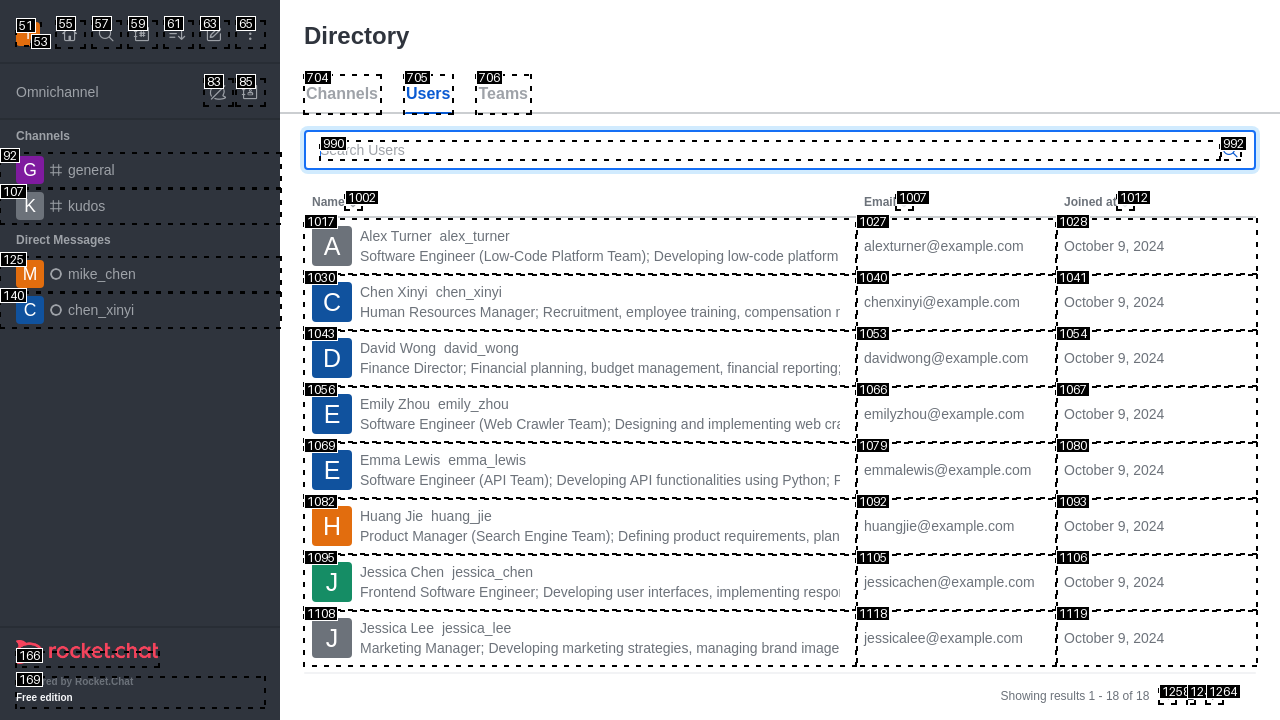 51
53
55
57
59
61
63
65
Omnichannel
83
85
Channels
92
G
general
107
K
kudos
Direct Messages
125
M
mike_chen
140
C
chen_xinyi
166
rocket.chat
169
ed by Rocket.Chat
Free edition
Directory
704
Channels
705
Users
706
Teams
990
Search Users
992
Name
1002
Email
1007
Joined at
1012
1017
A
Alex Turner alex_turner
Software Engineer (Low-Code Platform Team); Developing low-code platform
1027
alexturner@example.com
1028
October 9, 2024
1030
C
Chen Xinyi chen_xinyi
Human Resources Manager; Recruitment, employee training, compensation
1040
chenxinyi@example.com
1041
October 9, 2024
1043
D
David Wong david_wong
Finance Director; Financial planning, budget management, financial reporting;
1053
davidwong@example.com
1054
October 9, 2024
1056
E
Emily Zhou emily_zhou
Software Engineer (Web Crawler Team); Designing and implementing web cra
1066
emilyzhou@example.com
1067
October 9, 2024
1069
E
Emma Lewis emma_lewis
Software Engineer (API Team); Developing API functionalities using Python;
1079
emmalewis@example.com
1080
October 9, 2024
1082
H
Huang Jie huang_jie
Product Manager (Search Engine Team); Defining product requirements, plan
1092
huangjie@example.com
1093
October 9, 2024
1095
J
Jessica Chen jessica_chen
Frontend Software Engineer; Developing user interfaces, implementing respo
1105
jessicachen@example.com
1106
October 9, 2024
1108
J
Jessica Lee jessica_lee
Marketing Manager; Developing marketing strategies, managing brand image
1118
jessicalee@example.com
1119
October 9, 2024
Showing results 1 - 18 of 18
1258
12
1264